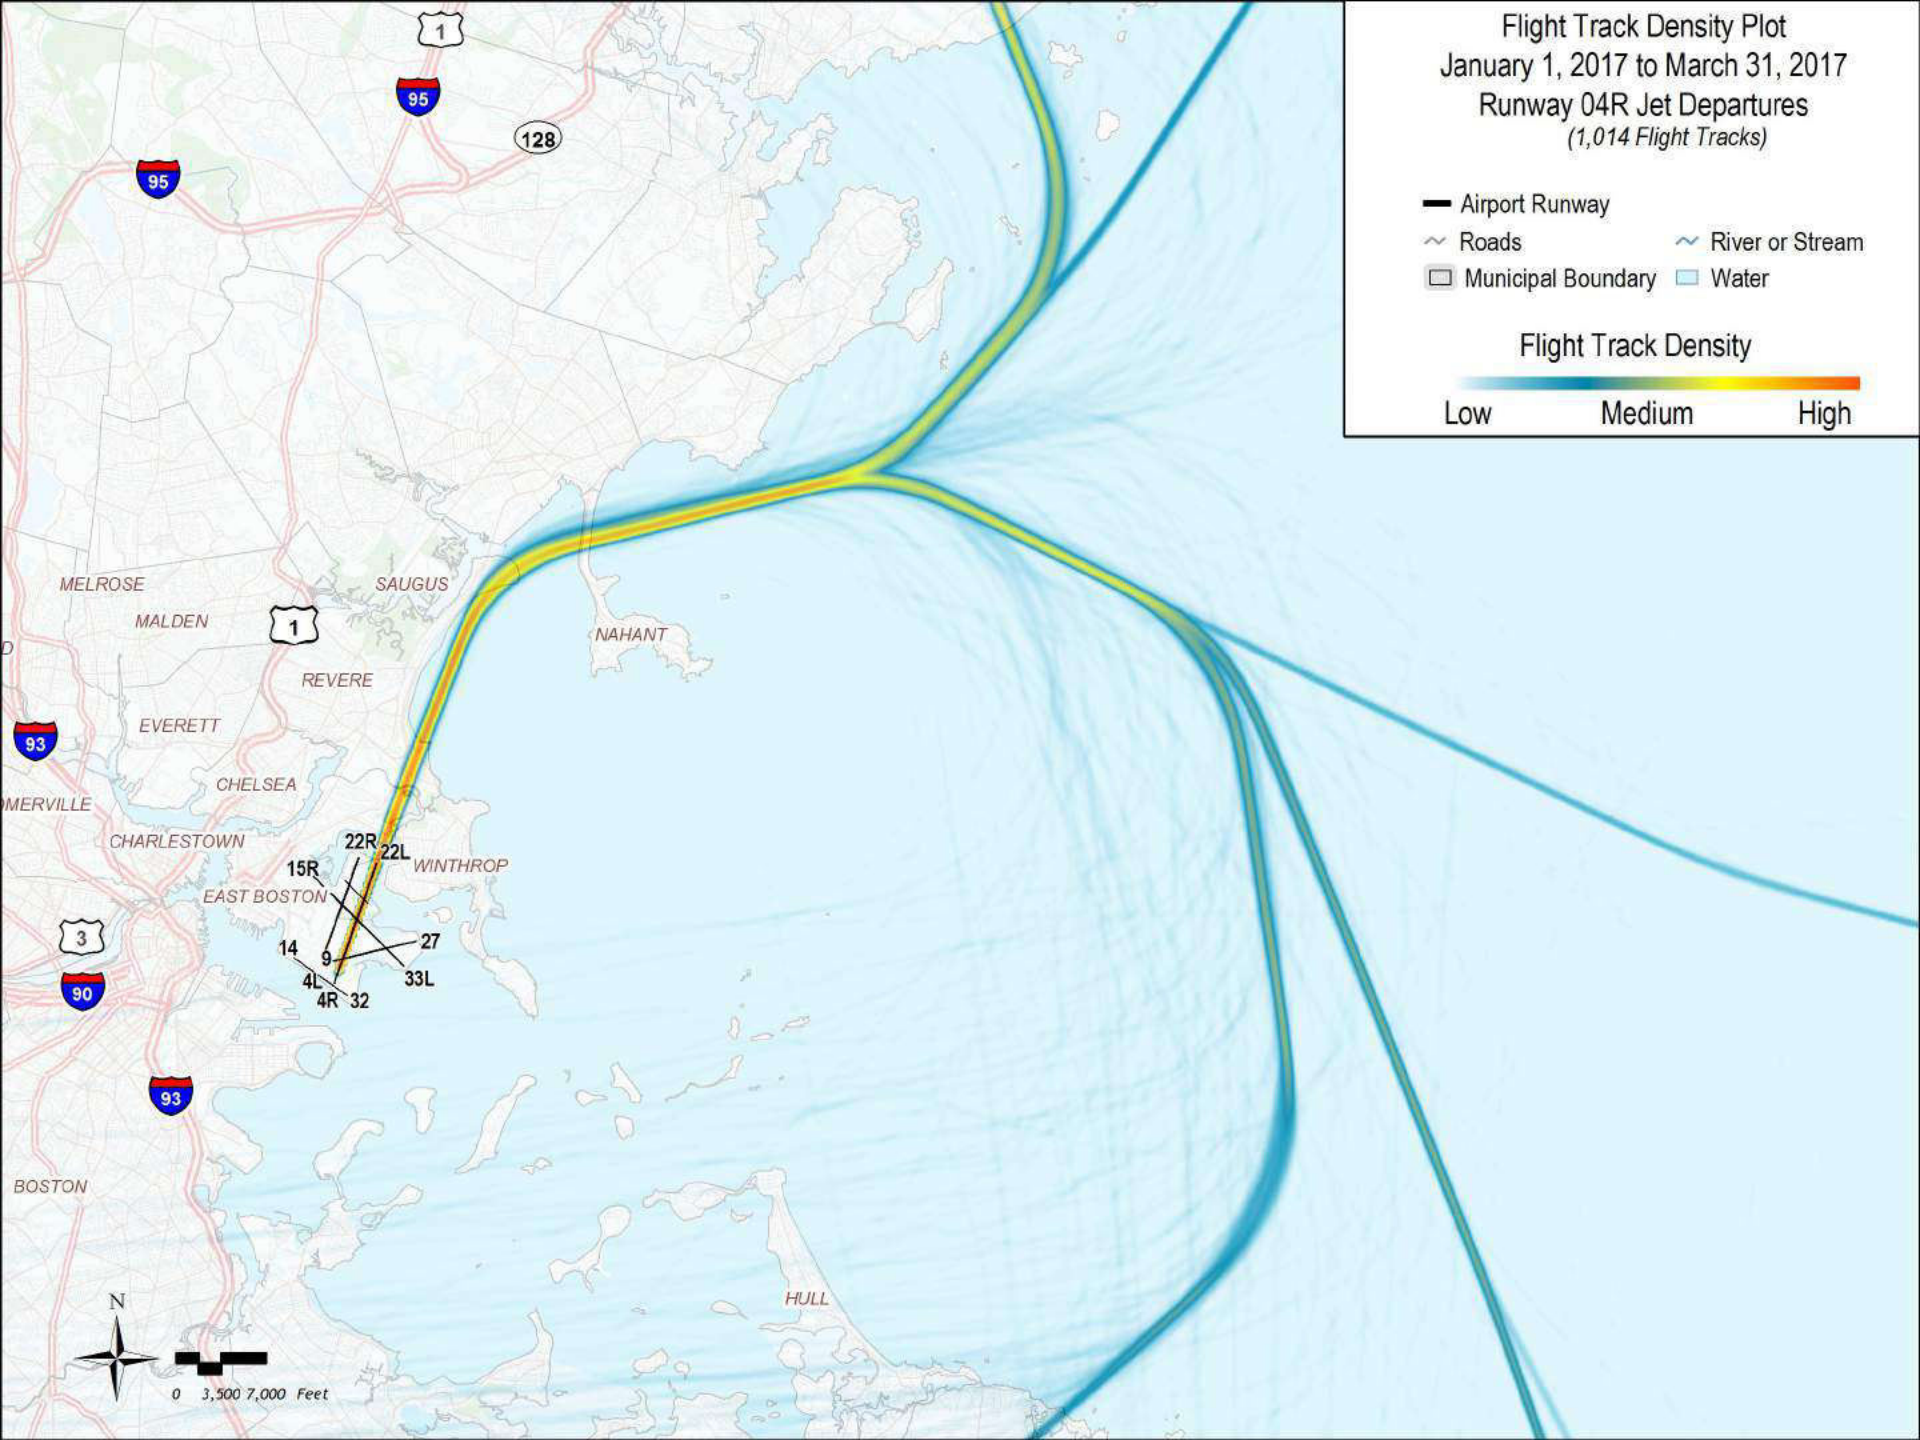 Flight Track Density Plot
January 1, 2017 to March 31, 2017
Runway 04R Jet Departures
(1,014 Flight Tracks)
Airport Runway
Roads
River or Stream
Municipal Boundary
Water
Flight Track Density
Low Medium High
1
95
128
95
MELROSE
SAUGUS
MALDEN
1
NAHANT
D
REVERE
EVERETT
93
CHELSEA
OMERVILLE
CHARLESTOWN
22R
22L
15R
WINTHROP
EAST BOSTON
3
14
9
27
4L
33L
90
4R
32
93
BOSTON
HULL
N
0 3,500 7,000 Feet